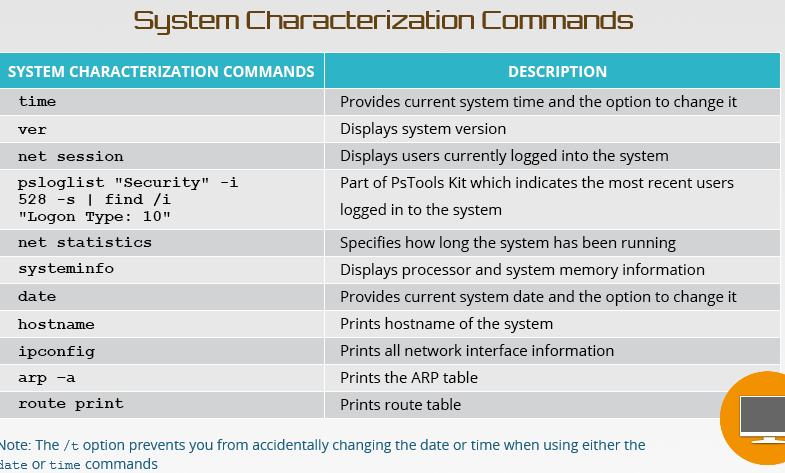 System Characterization Commands
SYSTEM CHARACTERIZATION COMMANDS DESCRIPTION
time Provides current system time and the option to change it
ver Displays system version
net session Displays users currently logged into the system
psloglist "Security" -i Part of PsTools Kit which indicates the most recent users
528 -s | find /i
"Logon Type: 10" logged in to the system
net statistics Specifies how long the system has been running
systeminfo Displays processor and system memory information
date Provides current system date and the option to change it
hostname Prints hostname of the system
ipconfig Prints all network interface information
arp -a Prints the ARP table
route print Prints route table
Note: The /t option prevents you from accidentally changing the date or time when using either the
date or time commands